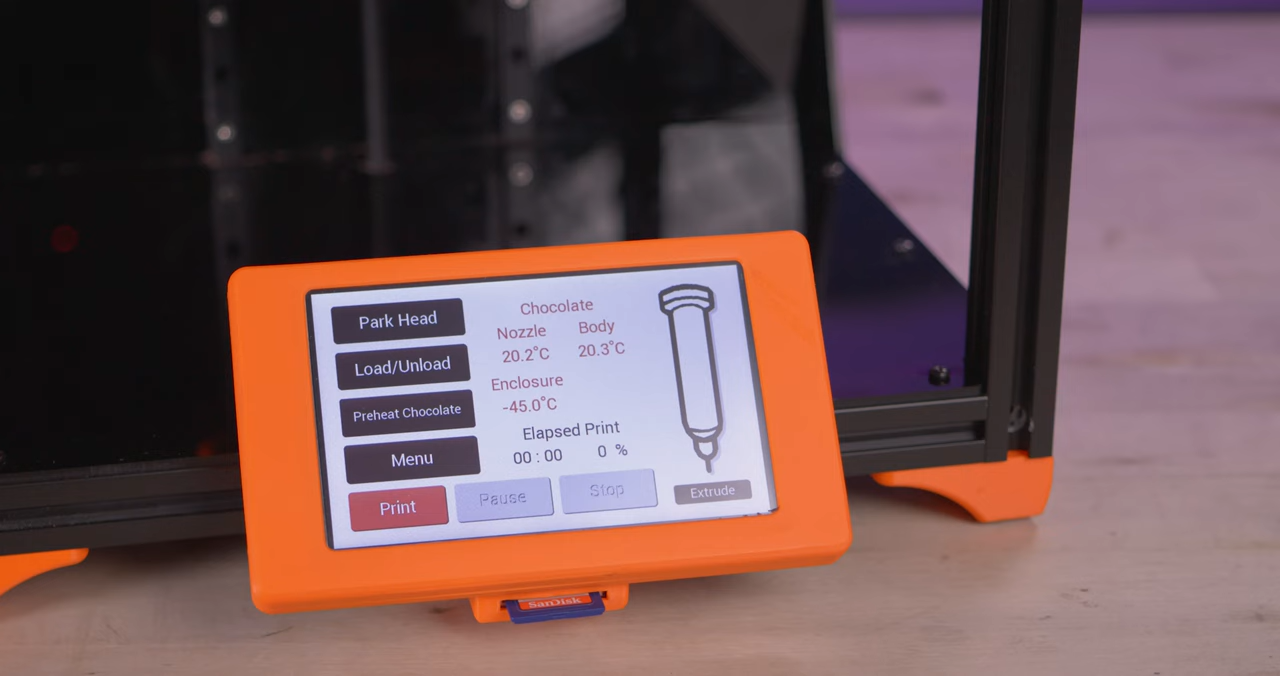 Park Head
Load/Unload
Preheat Chocolate
Menu
Print
Pause
Stop
Chocolate
Nozzle Body
20.2°C 20.3°C
Enclosure
-45.0°C
Elapsed Print
00 : 00 0 %
Extrude
SanDisk